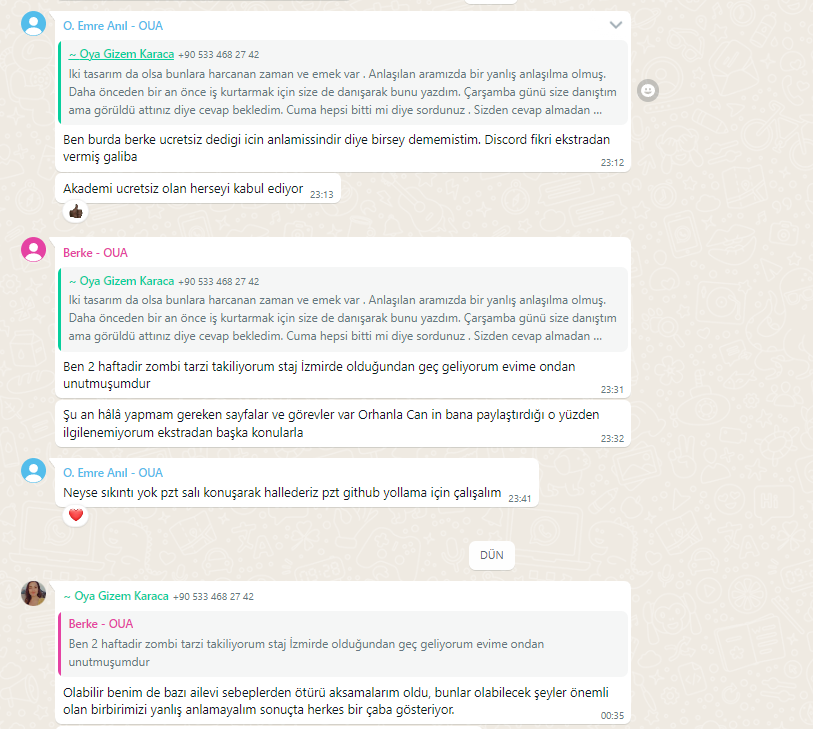 O. Emre Anıl - OUA
~ Oya Gizem Karaca +90 533 468 27 42
Iki tasarım da olsa bunlara harcanan zaman ve emek var . Anlaşılan aramızda bir yanlış anlaşılma olmuş.
Daha önceden bir an önce iş kurtarmak için size de danışarak bunu yazdım. Çarşamba günü size danıştım
ama görüldü attınız diye cevap bekledim. Cuma hepsi bitti mi diye sordunuz . Sizden cevap almadan ...
Ben burda berke ucretsiz dedigi icin anlamissindir diye birsey dememistim. Discord fikri ekstradan
vermiş galiba
23:12
Akademi ucretsiz olan herseyi kabul ediyor 23:13
Berke - OUA
~ Oya Gizem Karaca +90 533 468 27 42
Iki tasarım da olsa bunlara harcanan zaman ve emek var . Anlaşılan aramızda bir yanlış anlaşılma olmuş.
Daha önceden bir an önce iş kurtarmak için size de danışarak bunu yazdım. Çarşamba günü size danıştım
ama görüldü attınız diye cevap bekledim. Cuma hepsi bitti mi diye sordunuz . Sizden cevap almadan ...
Ben 2 haftadir zombi tarzi takiliyorum staj İzmirde olduğundan geç geliyorum evime ondan
unutmuşumdur
23:31
Şu an hâlâ yapmam gereken sayfalar ve görevler var Orhanla Can in bana paylaştırdığı o yüzden
ilgilenemiyorum ekstradan başka konularla
23:32
O. Emre Anıl - OUA
Neyse sıkıntı yok pzt salı konuşarak hallederiz pzt github yollama için çalışalım 23:41
DÜN
~ Oya Gizem Karaca +90 533 468 27 42
Berke - OUA
Ben 2 haftadir zombi tarzi takiliyorum staj İzmirde olduğundan geç geliyorum evime ondan
unutmuşumdur
Olabilir benim de bazı ailevi sebeplerden ötürü aksamalarım oldu, bunlar olabilecek şeyler önemli
olan birbirimizi yanlış anlamayalım sonuçta herkes bir çaba gösteriyor.
00:35